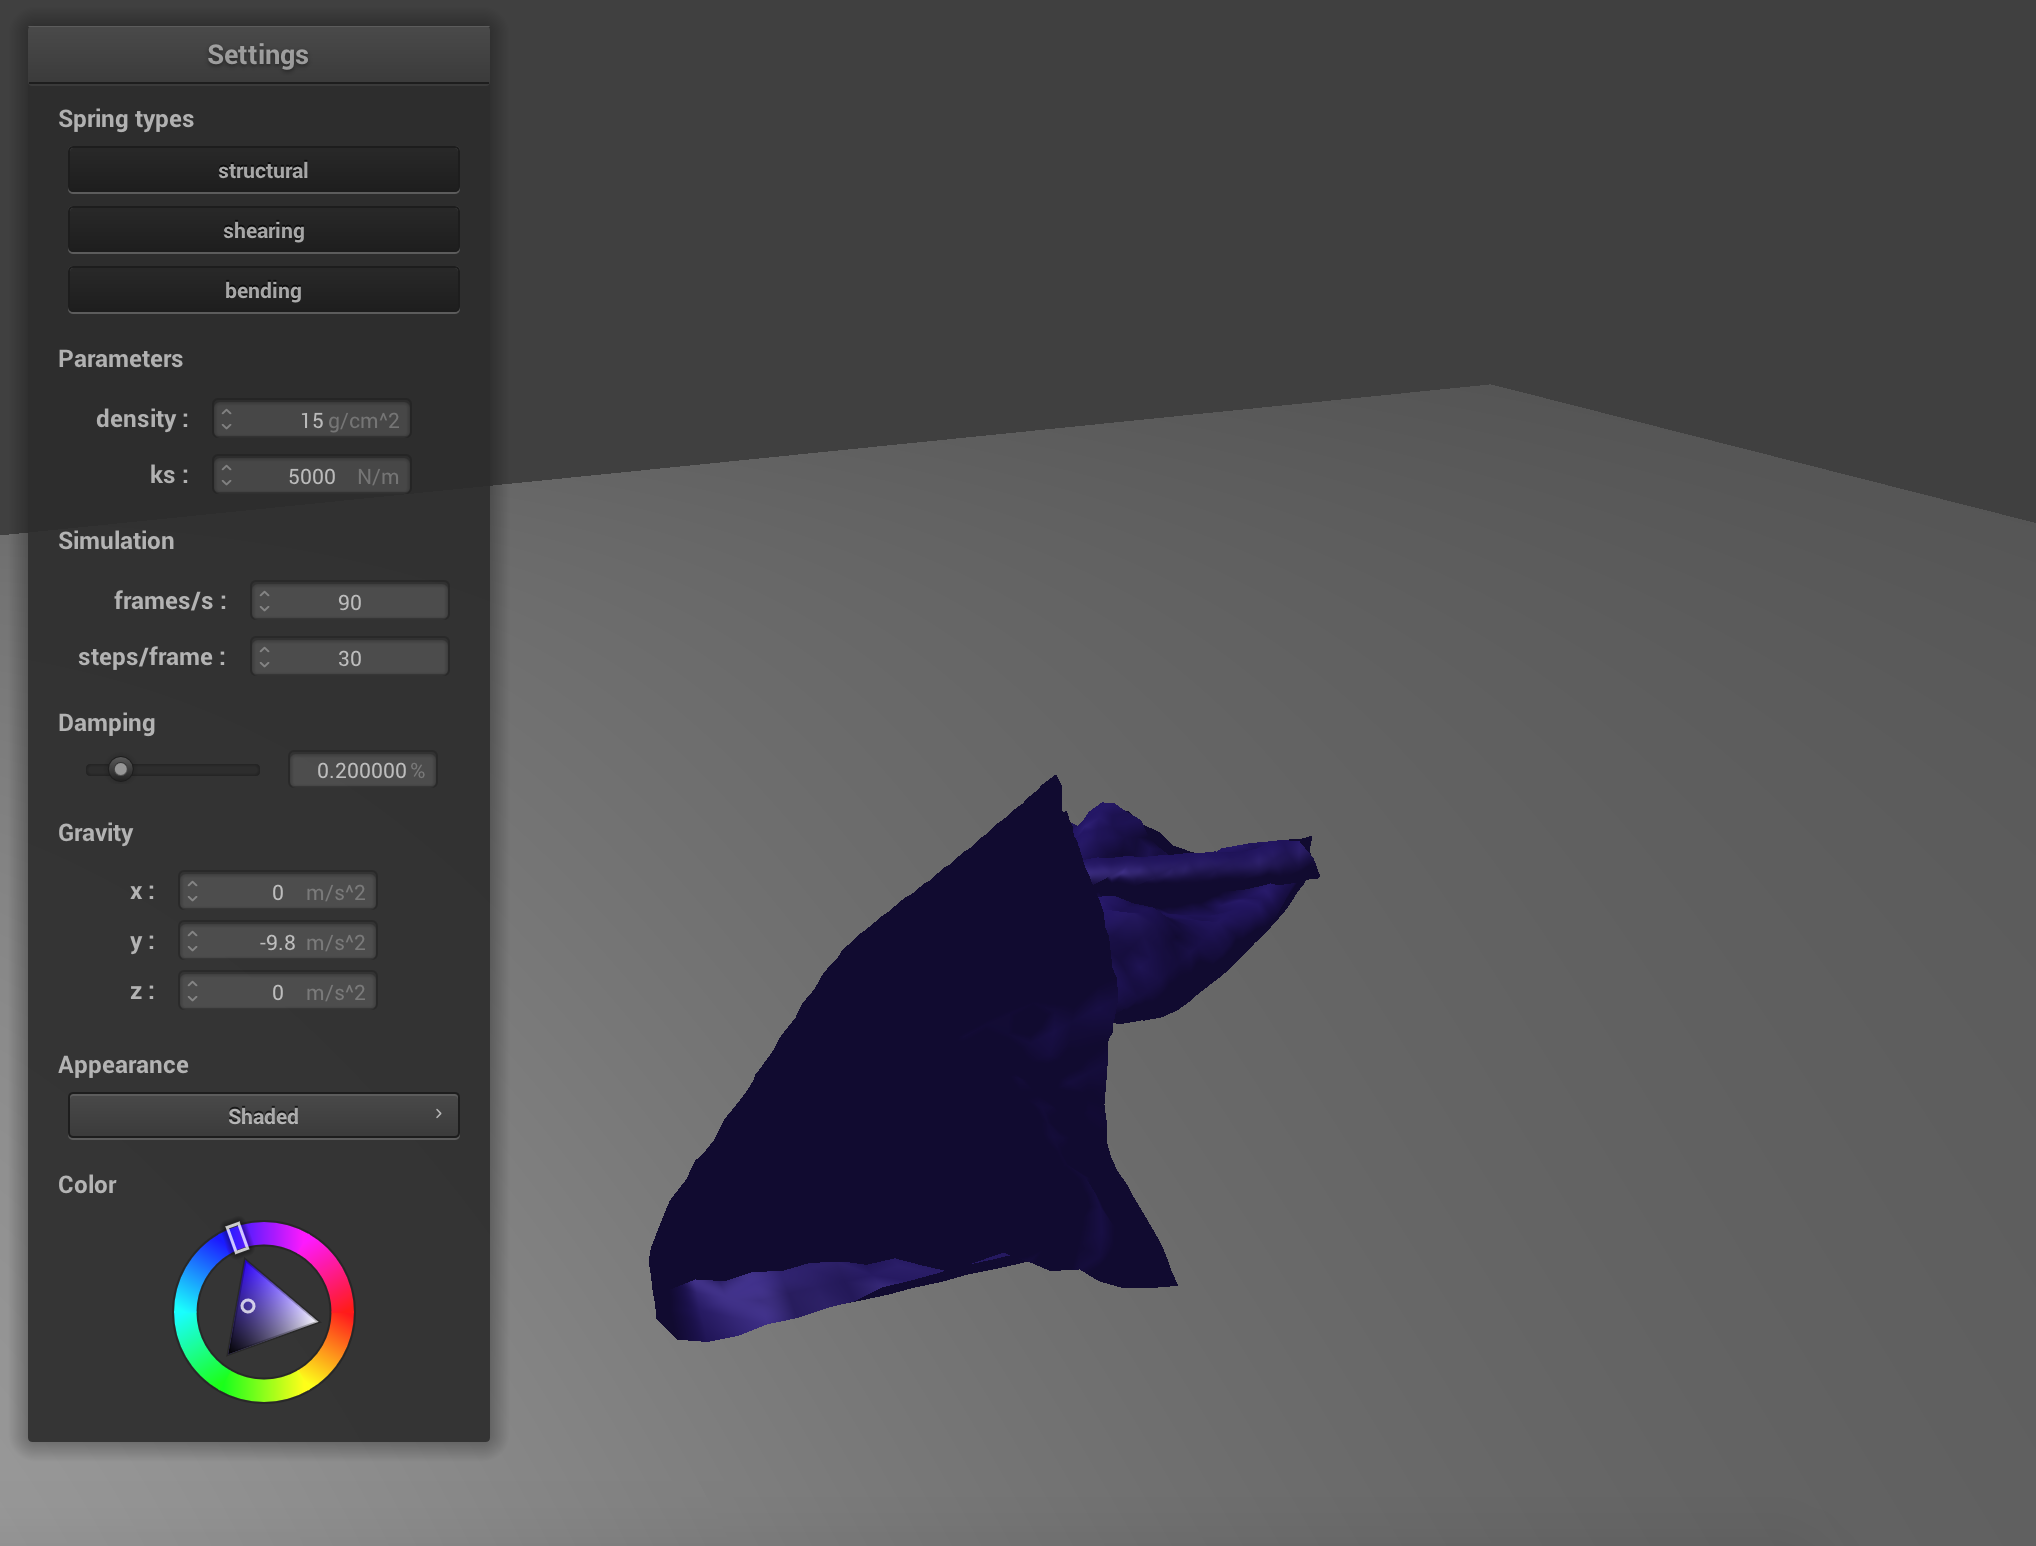 Settings
Spring types
structural
shearing
bending
Parameters
density : 15 g/cm^2
ks : 5000 N/m
Simulation
frames/s : 90
steps/frame : 30
Damping
0.200000 %
Gravity
x : 0 m/s^2
y : -9.8 m/s^2
z : 0 m/s^2
Appearance
Shaded
Color